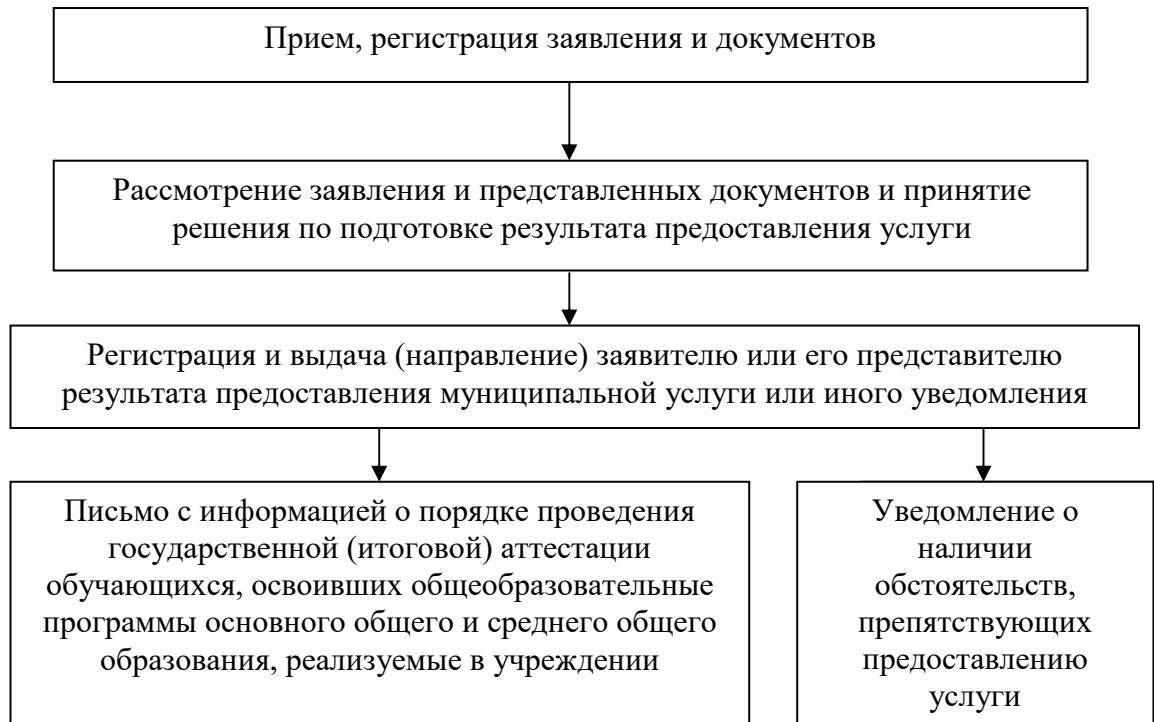 Прием, регистрация заявления и документов
Рассмотрение заявления и представленных документов и принятие
решения по подготовке результата предоставления услуги
Регистрация и выдача (направление) заявителю или его представителю
результата предоставления муниципальной услуги или иного уведомления
Письмо с информацией о порядке проведения
государственной (итоговой) аттестации
обучающихся, освоивших общеобразовательные
программы основного общего и среднего общего
образования, реализуемые в учреждении
Уведомление о
наличии
обстоятельств,
препятствующих
предоставлению
услуги